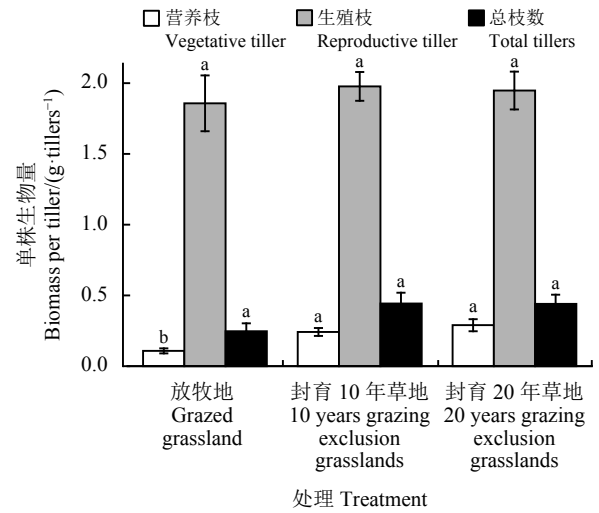 营养枝 生殖枝 总枝数
Vegetative tiller Reproductive tiller Total tillers
单株生物量
Biomass per tiller/(g·tillers⁻¹)
2.0
1.5
1.0
0.5
0.0
a a a
b a a a a a
放牧地 封育 10 年草地 封育 20 年草地
Grazed 10 years grazing 20 years grazing
grassland exclusion exclusion
grasslands grasslands
处理 Treatment